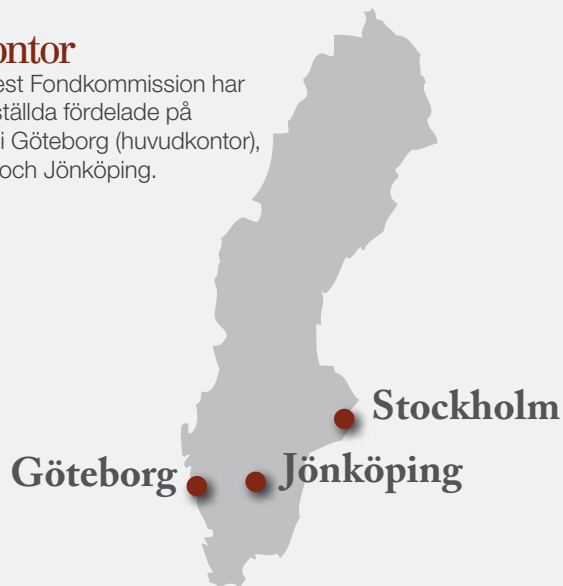 ontor
est Fondkommission har
ställda fördelade på
i Göteborg (huvudkontor),
och Jönköping.
Stockholm
Göteborg
Jönköping